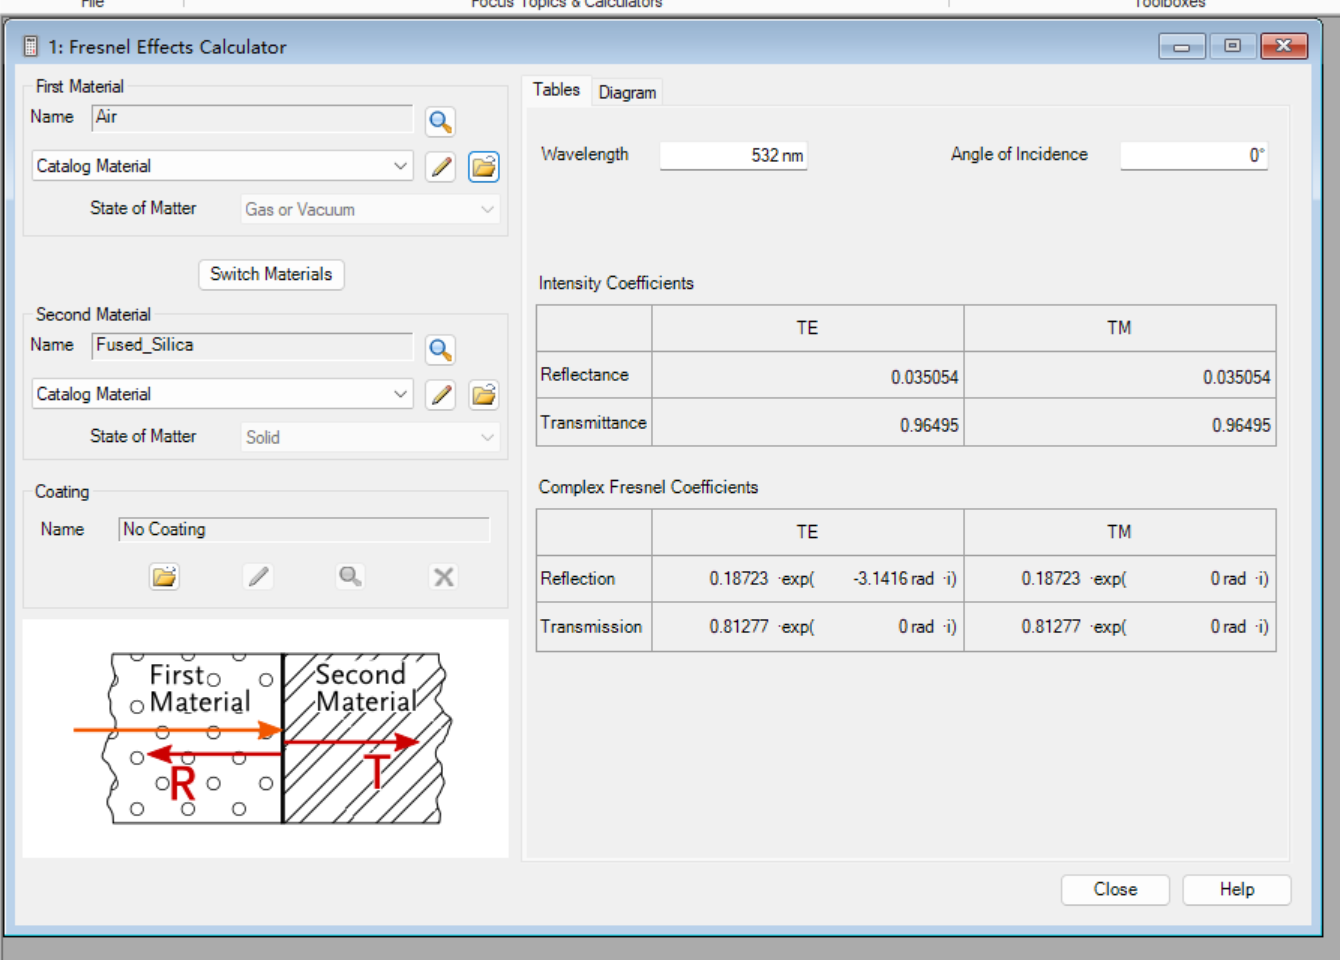 File Focus Topics & Calculators Toolboxes
1: Fresnel Effects Calculator
First Material
Name Air
Catalog Material
State of Matter Gas or Vacuum
Switch Materials
Second Material
Name Fused_Silica
Catalog Material
State of Matter Solid
Coating
Name No Coating
First
Material
Second
Material
R
T
Tables Diagram
Wavelength 532 nm Angle of Incidence 0°
Intensity Coefficients
TE TM
Reflectance 0.035054 0.035054
Transmittance 0.96495 0.96495
Complex Fresnel Coefficients
TE TM
Reflection 0.18723 ·exp( -3.1416 rad ·i) 0.18723 ·exp( 0 rad ·i)
Transmission 0.81277 ·exp( 0 rad ·i) 0.81277 ·exp( 0 rad ·i)
Close Help